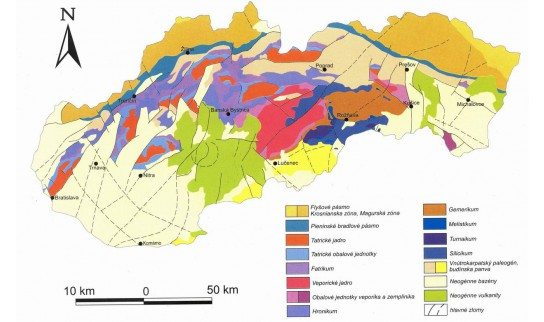 N
Žilina
Poprad
Prešov
Trenčín
Banská Bystrica
Košice
Michalovce
Rožňava
Trnava
Nitra
Lučenec
Bratislava
Komárno
10 km 0 50 km
Flyšové pásmo
Krosnianska zóna, Magurská zóna
Pieninské bradlové pásmo
Tatrické jadro
Tatrické obalové jednotky
Fatrikum
Veporické jadro
Obalové jednotky veporika a zemplinika
Hronikum
Gemerikum
Meliatikum
Turnaikum
Silicikum
Vnútrokarpatský paleogén,
budínska panva
Neogénne bazény
Neogénne vulkanity
hlavné zlomy